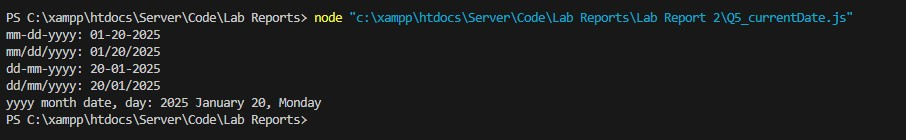 PS C:\xampp\htdocs\Server\Code\Lab Reports> node "c:\xampp\htdocs\Server\Code\Lab Reports\Lab Report 2\Q5_currentDate.js"
mm-dd-yyyy: 01-20-2025
mm/dd/yyyy: 01/20/2025
dd-mm-yyyy: 20-01-2025
dd/mm/yyyy: 20/01/2025
yyyy month date, day: 2025 January 20, Monday
PS C:\xampp\htdocs\Server\Code\Lab Reports>